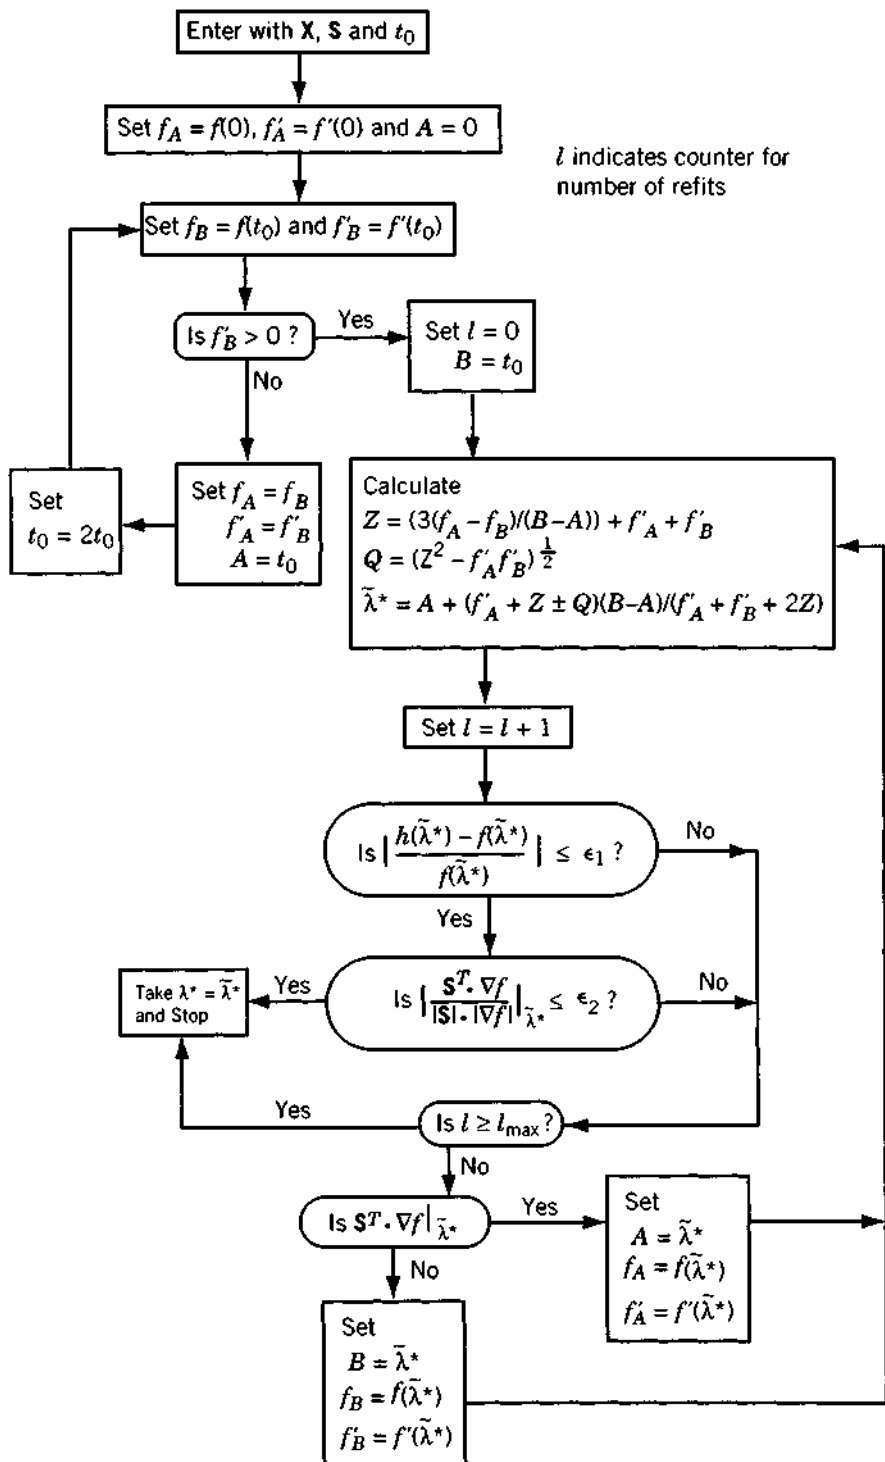 Enter with X, S and t₀
Set f_A = f(0), f′_A = f′(0) and A = 0
l indicates counter for
number of refits
Set f_B = f(t₀) and f′_B = f′(t₀)
Is f′_B > 0 ?
Yes
No
Set l = 0
B = t₀
Set
t₀ = 2t₀
Set f_A = f_B
f′_A = f′_B
A = t₀
Calculate
Z = (3(f_A – f_B)/(B–A)) + f′_A + f′_B
Q = (Z² – f′_A f′_B)^½
λ̃* = A + (f′_A + Z ± Q)(B–A)/(f′_A + f′_B + 2Z)
Set l = l + 1
Is | h(λ̃*) – f(λ̃*) / f(λ̃*) | ≤ ϵ₁ ?
No
Yes
Is | Sᵀ. ∇f / |S|.|∇f| |_λ̃* ≤ ϵ₂ ?
No
Yes
Take λ* = λ̃*
and Stop
Yes
Is l ≥ l_max ?
No
Is Sᵀ. ∇f |_λ̃*
Yes
No
Set
A = λ̃*
f_A = f(λ̃*)
f′_A = f′(λ̃*)
Set
B = λ̃*
f_B = f(λ̃*)
f′_B = f′(λ̃*)